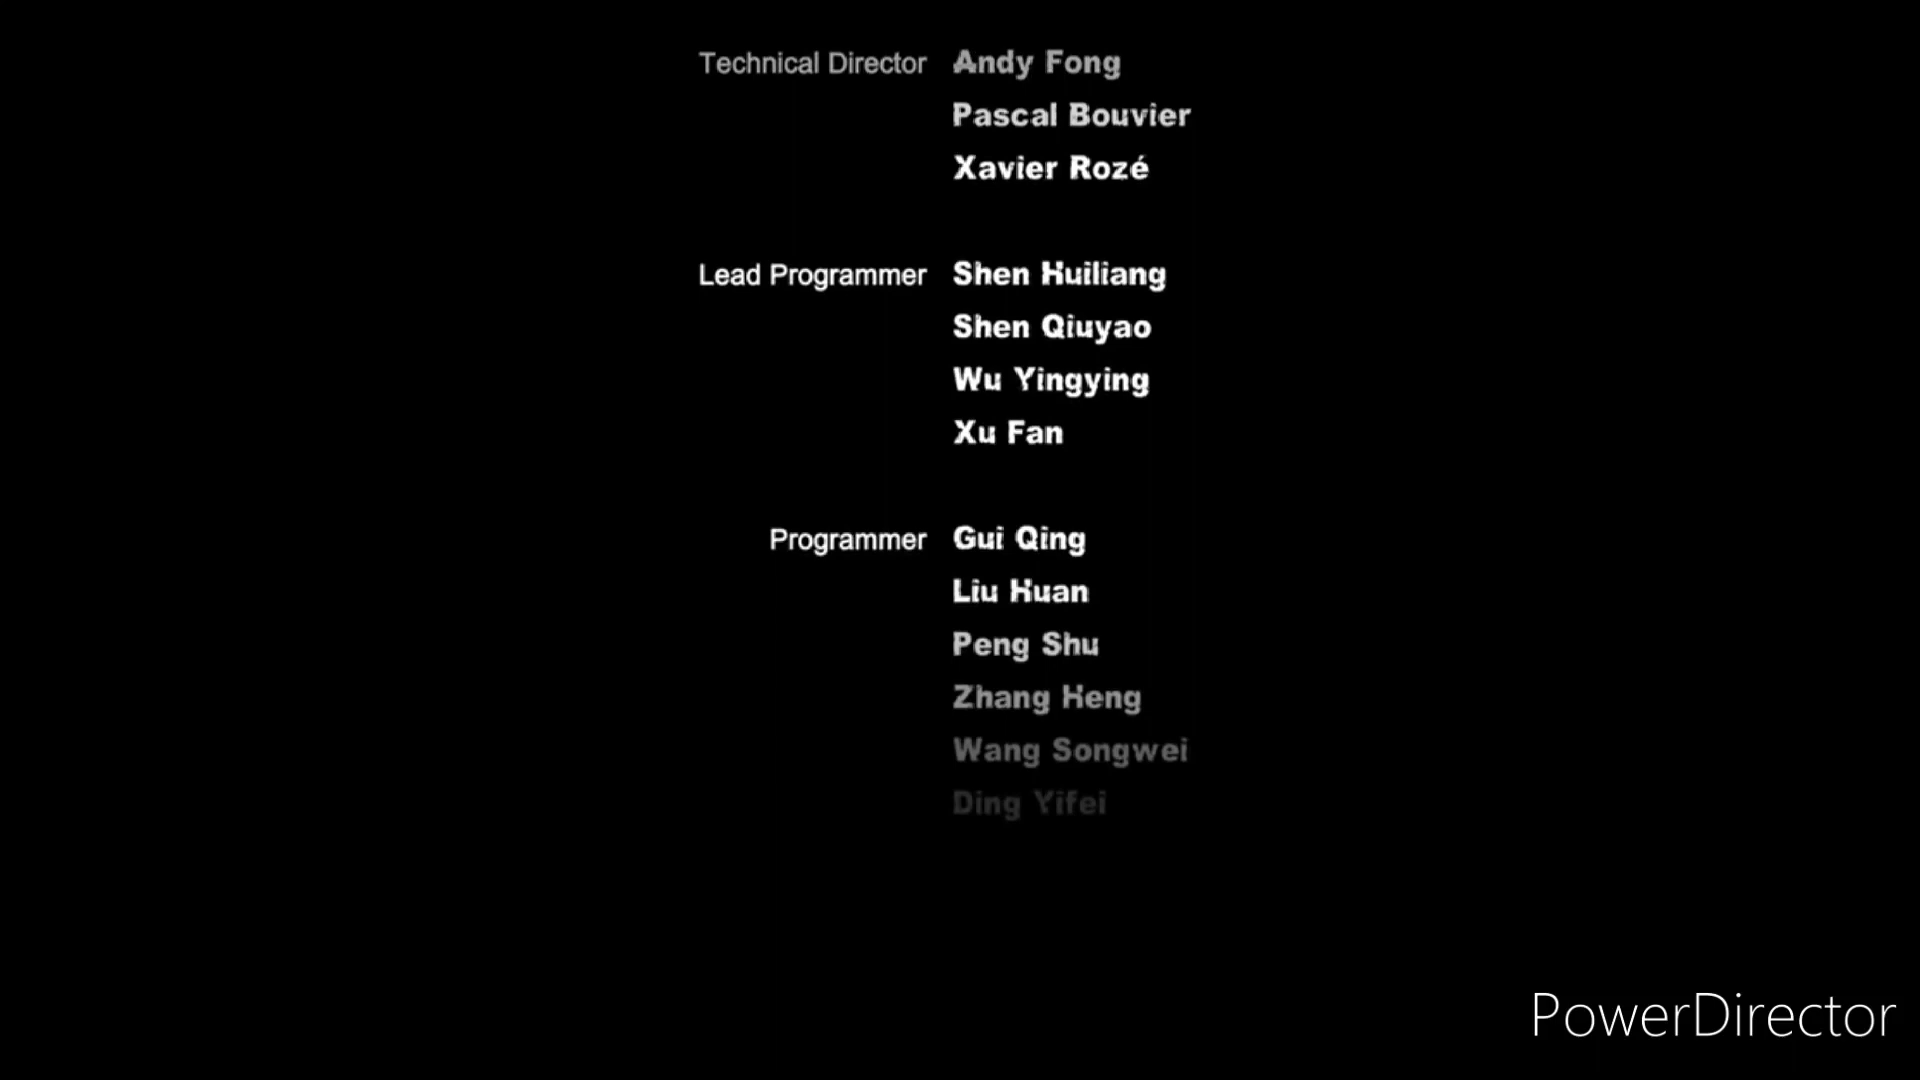 Technical Director Andy Fong
Pascal Bouvier
Xavier Rozé
Lead Programmer Shen Huiliang
Shen Qiuyao
Wu Yingying
Xu Fan
Programmer Gui Qing
Liu Huan
Peng Shu
Zhang Heng
Wang Songwei
Ding Yifei
PowerDirector